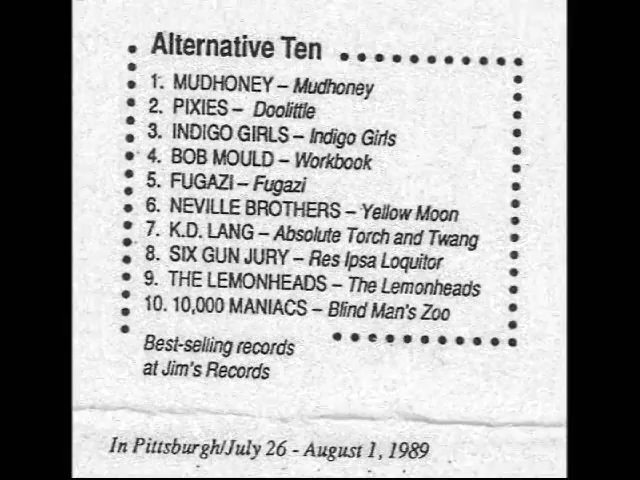 Alternative Ten
1. MUDHONEY – Mudhoney
2. PIXIES – Doolittle
3. INDIGO GIRLS – Indigo Girls
4. BOB MOULD – Workbook
5. FUGAZI – Fugazi
6. NEVILLE BROTHERS – Yellow Moon
7. K.D. LANG – Absolute Torch and Twang
8. SIX GUN JURY – Res Ipsa Loquitor
9. THE LEMONHEADS – The Lemonheads
10. 10,000 MANIACS – Blind Man's Zoo
Best-selling records
at Jim's Records
In Pittsburgh/July 26 - August 1, 1989